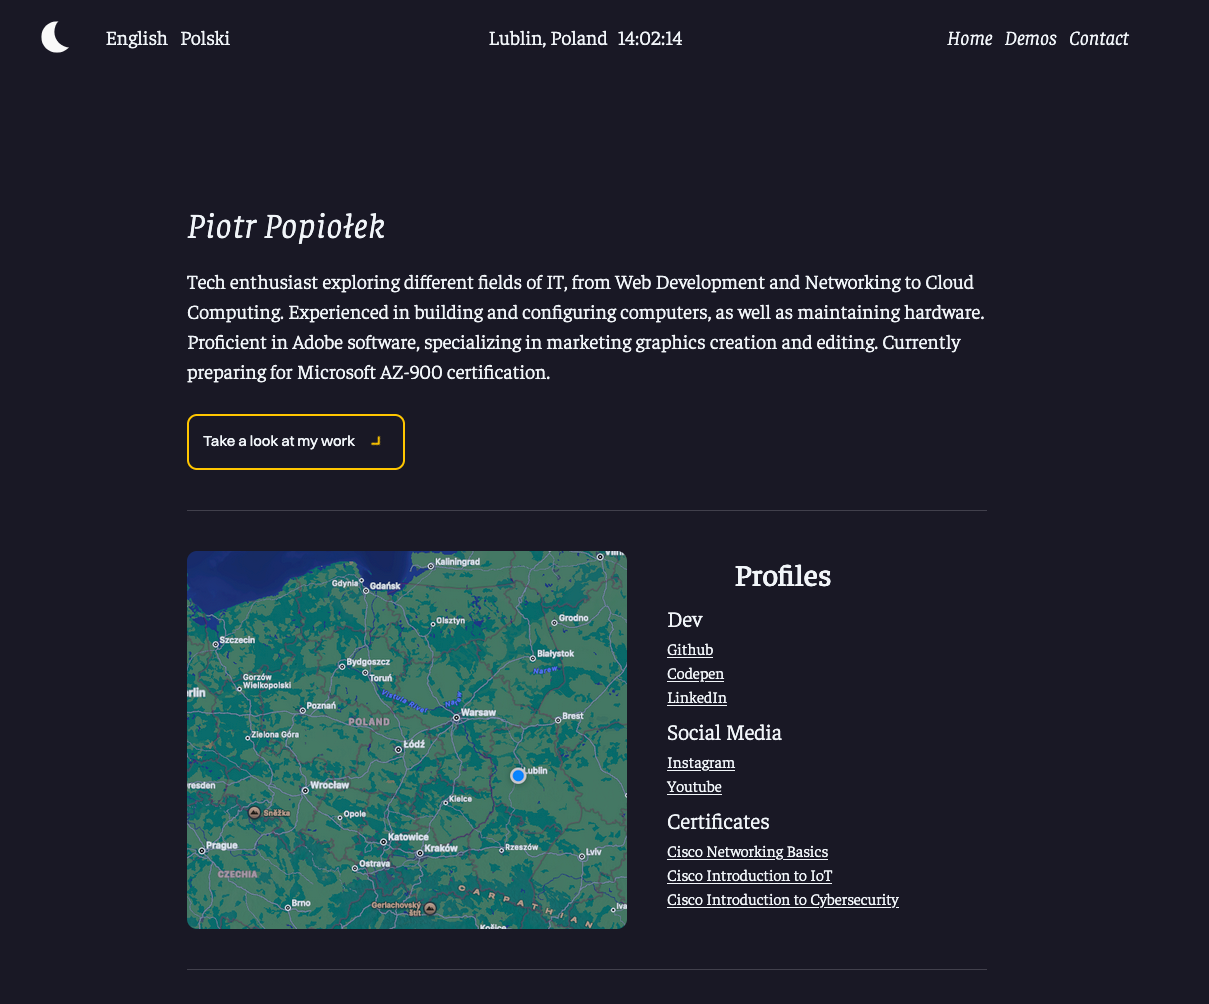 English Polski
Lublin, Poland 14:02:14
Home Demos Contact
Piotr Popiołek
Tech enthusiast exploring different fields of IT, from Web Development and Networking to Cloud
Computing. Experienced in building and configuring computers, as well as maintaining hardware.
Proficient in Adobe software, specializing in marketing graphics creation and editing. Currently
preparing for Microsoft AZ-900 certification.
Take a look at my work
Kaliningrad
Gdynia
Gdańsk
Olsztyn
Grodno
Szczecin
Białystok
Bydgoszcz
Toruń
Narew
Gorzów
Wielkopolski
Poznań
POLAND
Warsaw
Brest
Zielona Góra
Łódź
Lublin
Wrocław
Kielce
Opole
Sněžka
Katowice
Kraków
Rzeszów
Lviv
Prague
Ostrava
CZECHIA
CARPATHIAN
Brno
Gerlachovský
štít
Košice
Profiles
Dev
Github
Codepen
LinkedIn
Social Media
Instagram
Youtube
Certificates
Cisco Networking Basics
Cisco Introduction to IoT
Cisco Introduction to Cybersecurity